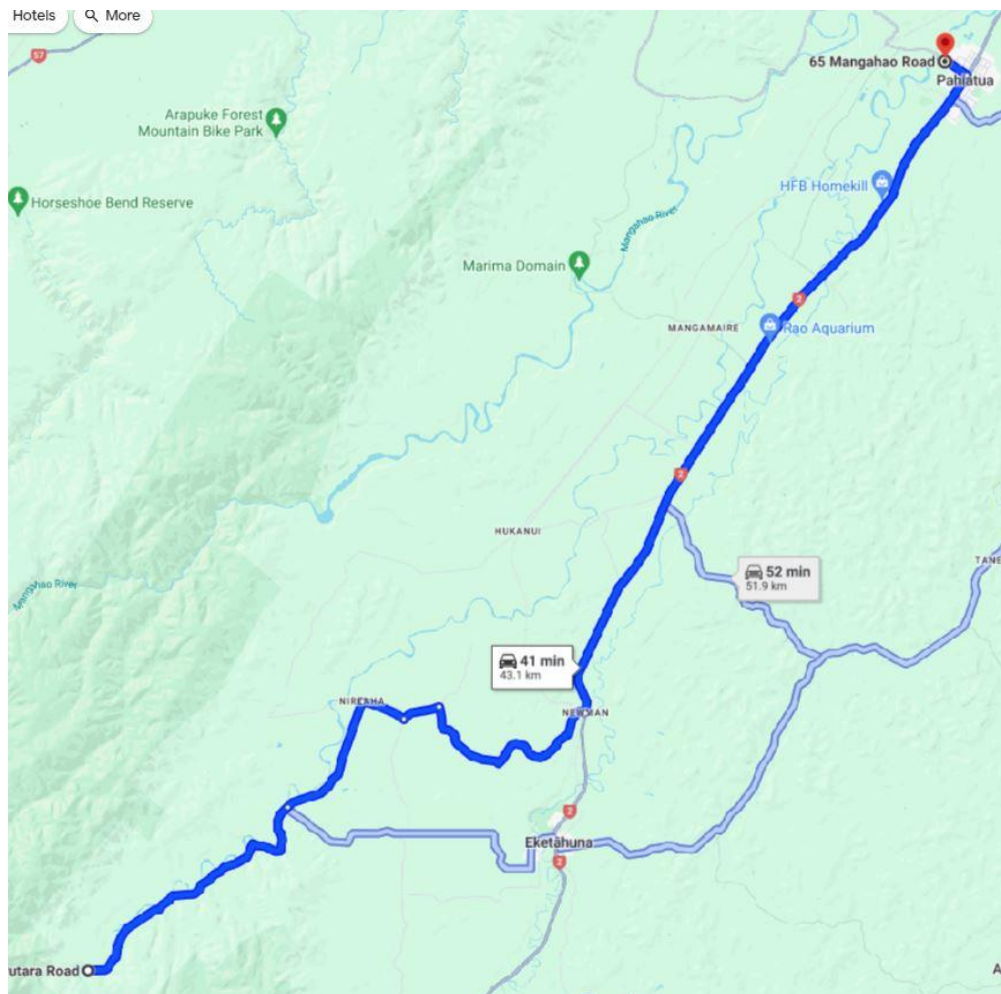 Hotels
More
57
65 Mangahao Road
Pahiatua
Arapuke Forest
Mountain Bike Park
HFB Homekill
Horseshoe Bend Reserve
Mangahao River
Marima Domain
2
MANGAMAIRE
Rao Aquarium
2
HUKANUI
TANE
52 min
51.9 km
Mangahao River
41 min
43.1 km
NIREAHA
NEWMAN
2
Eketāhuna
2
utara Road
A